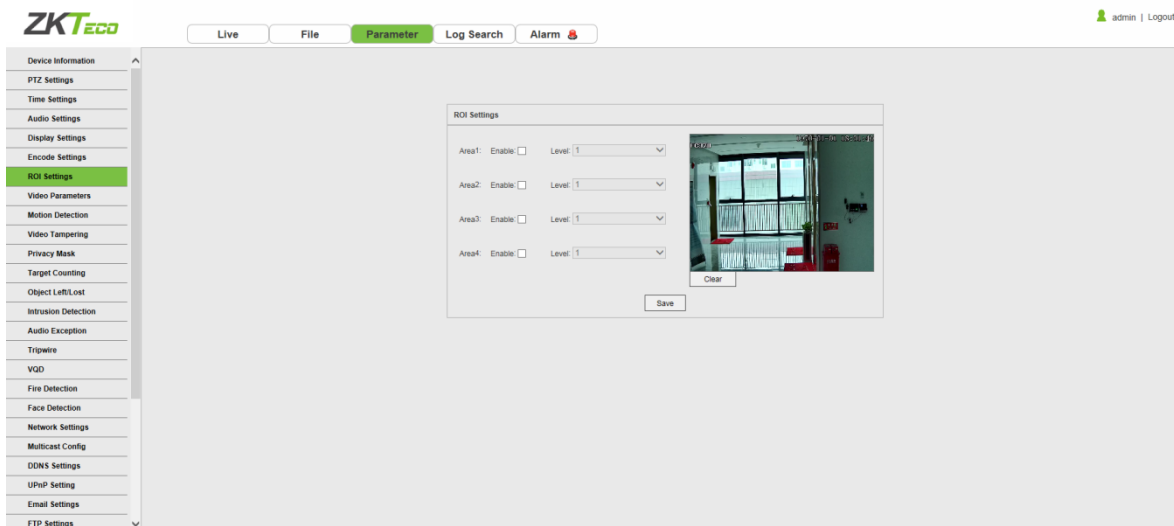 ZKTeco
admin | Logout
Live File Parameter Log Search Alarm
Device Information
PTZ Settings
Time Settings
Audio Settings
Display Settings
Encode Settings
ROI Settings
Video Parameters
Motion Detection
Video Tampering
Privacy Mask
Target Counting
Object Left/Lost
Intrusion Detection
Audio Exception
Tripwire
VQD
Fire Detection
Face Detection
Network Settings
Multicast Config
DDNS Settings
UPnP Setting
Email Settings
FTP Settings
ROI Settings
Area1: Enable: Level: 1
Area2: Enable: Level: 1
Area3: Enable: Level: 1
Area4: Enable: Level: 1
Clear
Save